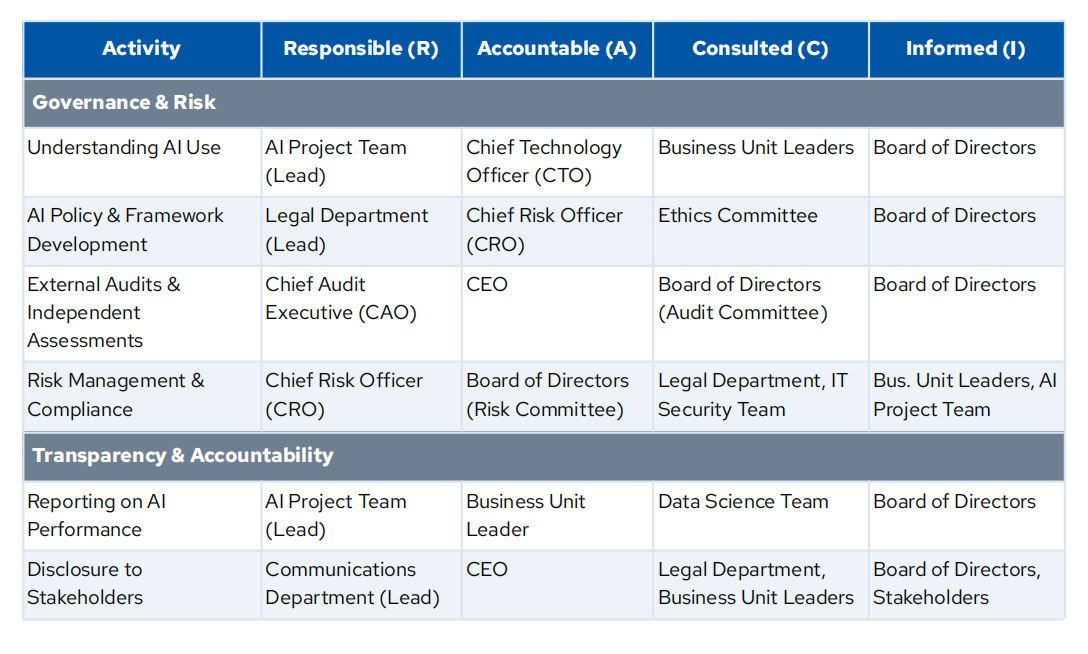 Activity Responsible (R) Accountable (A) Consulted (C) Informed (I)
Governance & Risk
Understanding AI Use
AI Project Team
(Lead)
Chief Technology
Officer (CTO)
Business Unit Leaders
Board of Directors
AI Policy & Framework
Development
Legal Department
(Lead)
Chief Risk Officer
(CRO)
Ethics Committee
Board of Directors
External Audits &
Independent
Assessments
Chief Audit
Executive (CAO)
CEO
Board of Directors
(Audit Committee)
Board of Directors
Risk Management &
Compliance
Chief Risk Officer
(CRO)
Board of Directors
(Risk Committee)
Legal Department, IT
Security Team
Bus. Unit Leaders, AI
Project Team
Transparency & Accountability
Reporting on AI
Performance
AI Project Team
(Lead)
Business Unit
Leader
Data Science Team
Board of Directors
Disclosure to
Stakeholders
Communications
Department (Lead)
CEO
Legal Department,
Business Unit Leaders
Board of Directors,
Stakeholders